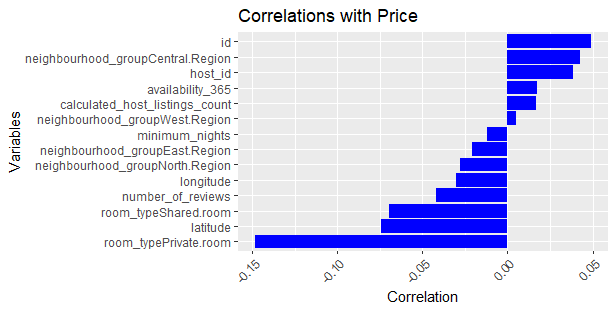 Correlations with Price
Variables
id
neighbourhood_groupCentral.Region
host_id
availability_365
calculated_host_listings_count
neighbourhood_groupWest.Region
minimum_nights
neighbourhood_groupEast.Region
neighbourhood_groupNorth.Region
longitude
number_of_reviews
room_typeShared.room
latitude
room_typePrivate.room
-0.15 -0.10 -0.05 0.00 0.05
Correlation